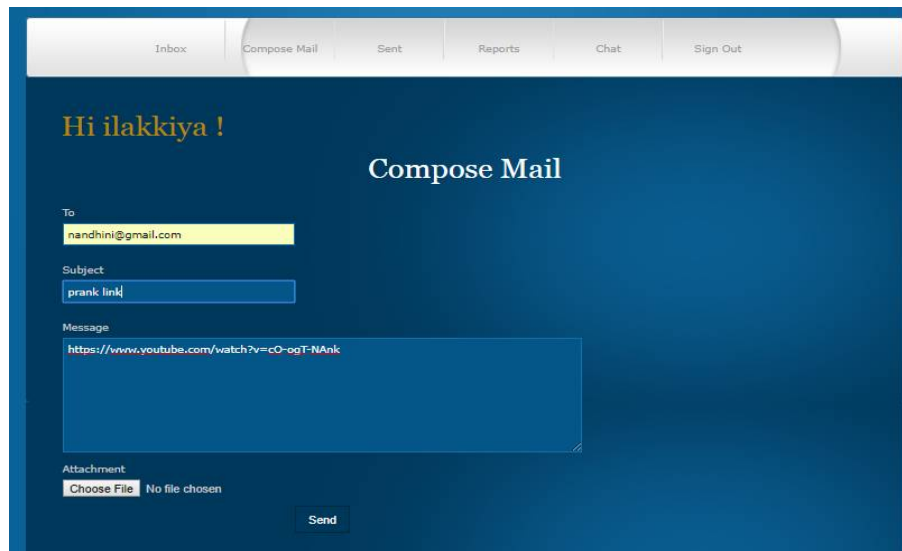 Inbox Compose Mail Sent Reports Chat Sign Out
Hi ilakkiya !
Compose Mail
To
nandhini@gmail.com
Subject
prank link
Message
https://www.youtube.com/watch?v=cO-ogT-NAnk
Attachment
Choose File No file chosen
Send